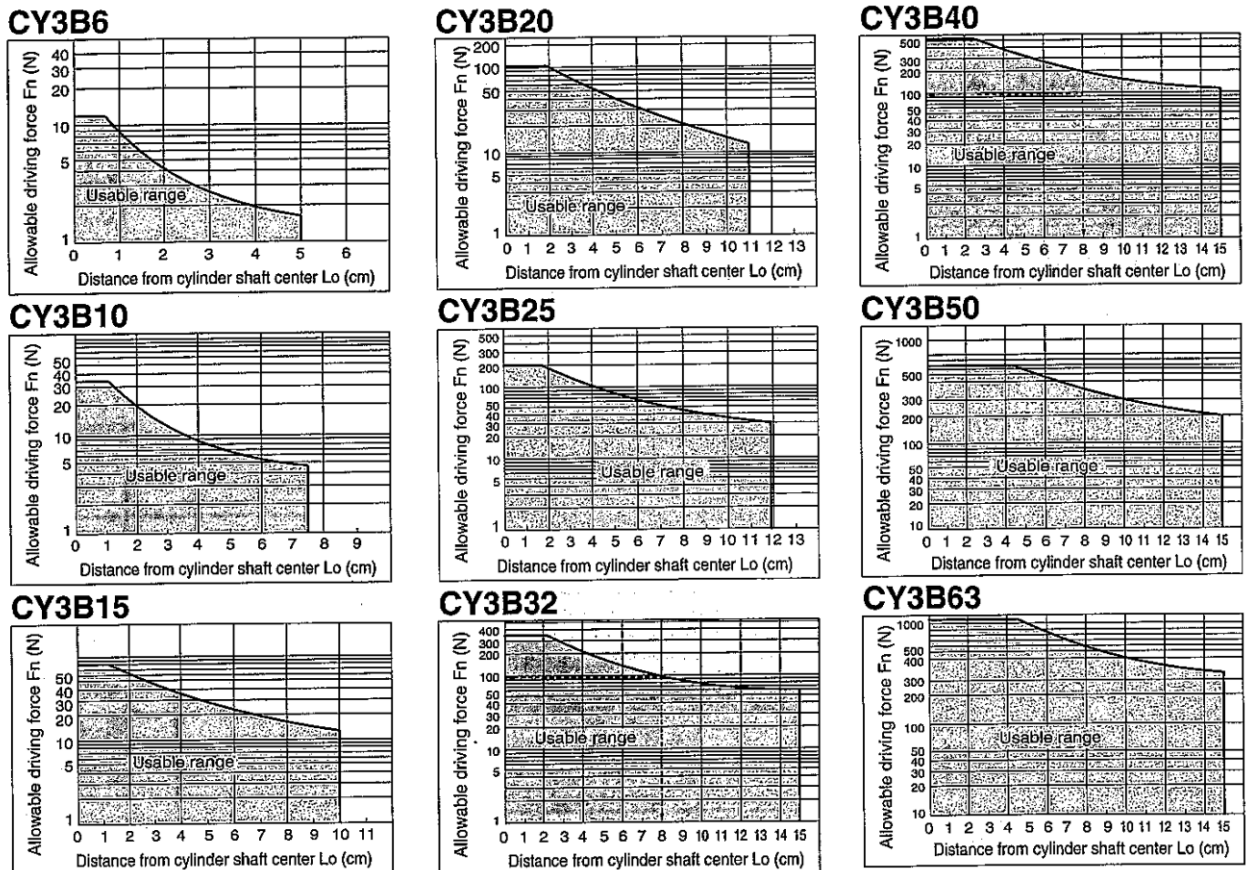 CY3B6
Allowable driving force Fn (N)
40
30
20
10
5
1
Usable range
0 1 2 3 4 5 6
Distance from cylinder shaft center Lo (cm)
CY3B20
Allowable driving force Fn (N)
200
100
50
10
5
1
Usable range
0 1 2 3 4 5 6 7 8 9 10 11 12 13
Distance from cylinder shaft center Lo (cm)
CY3B40
Allowable driving force Fn (N)
500
300
200
100
50
40
30
20
10
5
1
Usable range
0 1 2 3 4 5 6 7 8 9 10 11 12 13 14 15
Distance from cylinder shaft center Lo (cm)
CY3B10
Allowable driving force Fn (N)
50
40
30
20
10
5
1
Usable range
0 1 2 3 4 5 6 7 8 9
Distance from cylinder shaft center Lo (cm)
CY3B25
Allowable driving force Fn (N)
500
300
200
100
50
40
30
20
10
5
1
Usable range
0 1 2 3 4 5 6 7 8 9 10 11 12 13
Distance from cylinder shaft center Lo (cm)
CY3B50
Allowable driving force Fn (N)
1000
500
300
200
100
50
40
30
20
10
Usable range
0 1 2 3 4 5 6 7 8 9 10 11 12 13 14 15
Distance from cylinder shaft center Lo (cm)
CY3B15
Allowable driving force Fn (N)
50
40
30
20
10
5
1
Usable range
0 1 2 3 4 5 6 7 8 9 10 11
Distance from cylinder shaft center Lo (cm)
CY3B32
Allowable driving force Fn (N)
400
300
200
100
50
40
30
20
10
5
1
Usable range
0 1 2 3 4 5 6 7 8 9 10 11 12 13 14 15
Distance from cylinder shaft center Lo (cm)
CY3B63
Allowable driving force Fn (N)
1000
500
400
200
100
50
40
30
20
10
Usable range
0 1 2 3 4 5 6 7 8 9 10 11 12 13 14 15
Distance from cylinder shaft center Lo (cm)